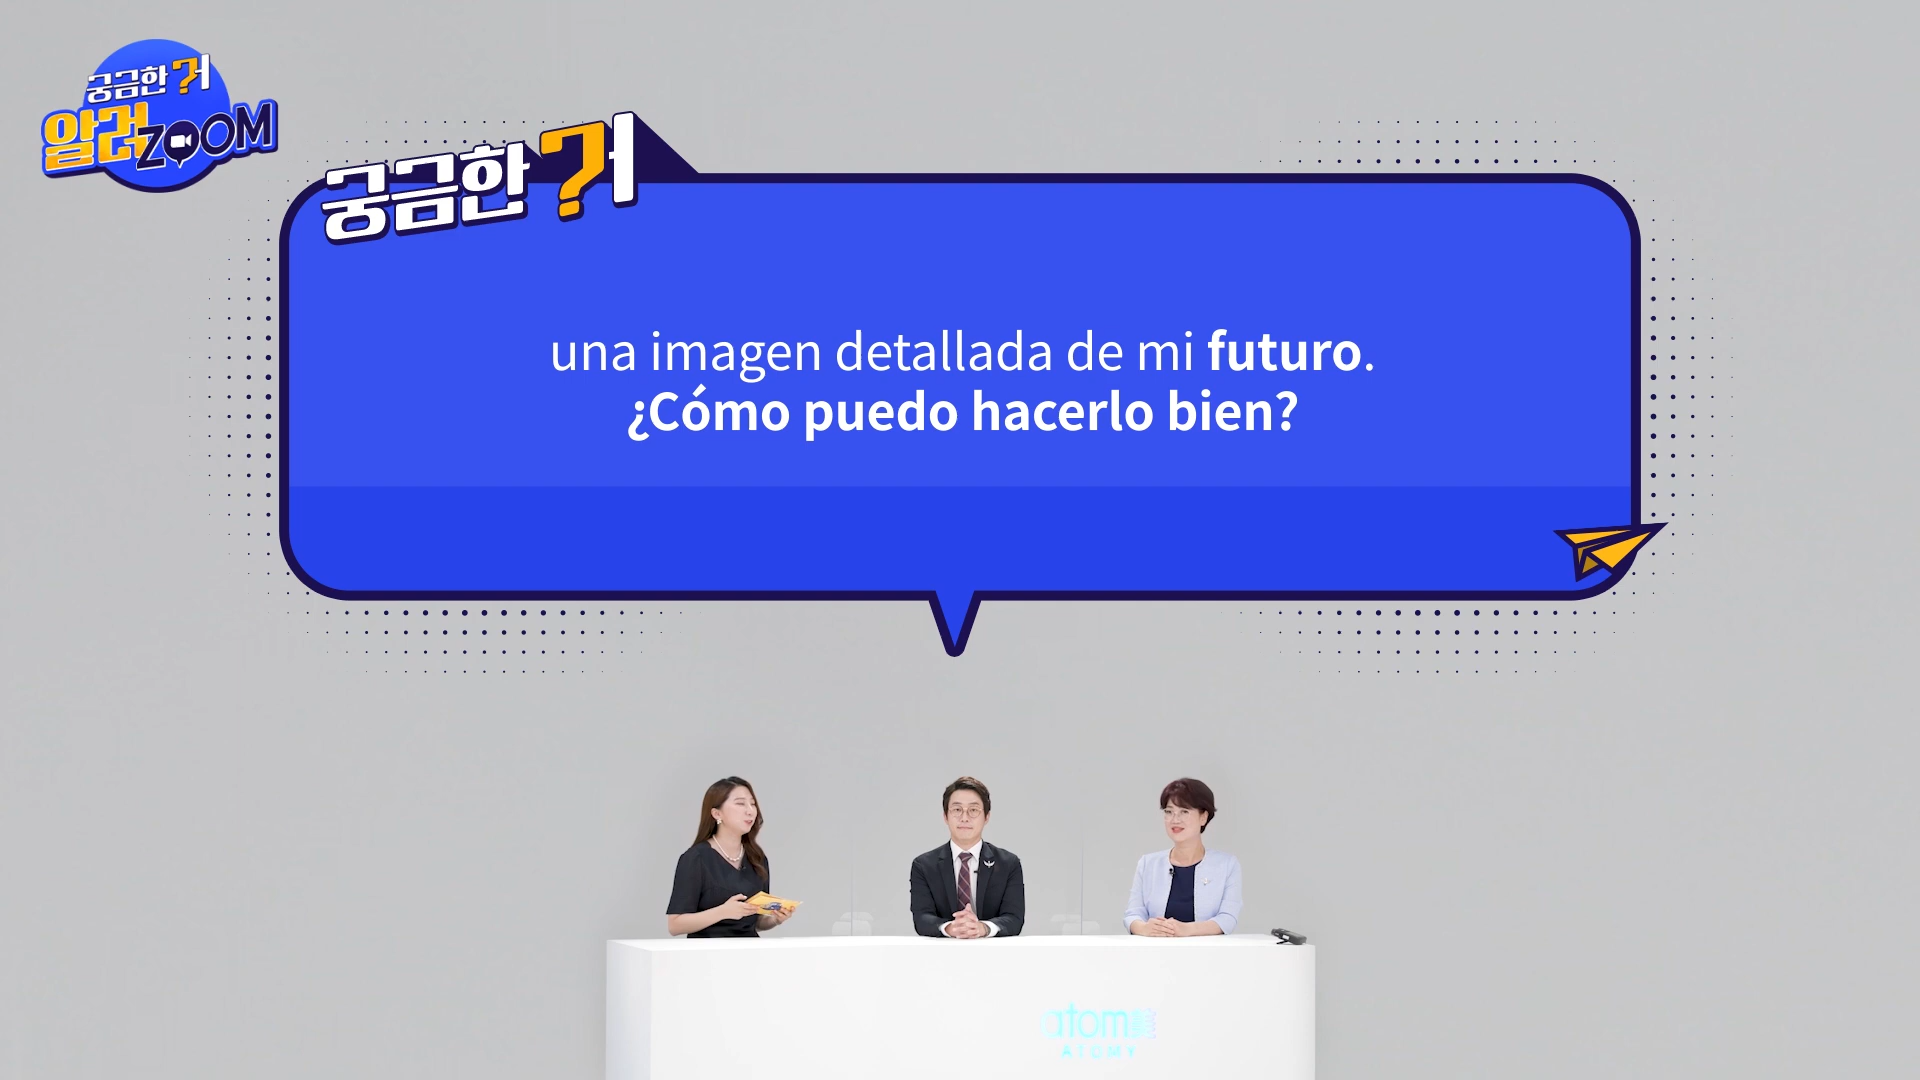 궁금한 거
알려ZOOM
궁금한 거
una imagen detallada de mi futuro.
¿Cómo puedo hacerlo bien?
atom
ATOMY